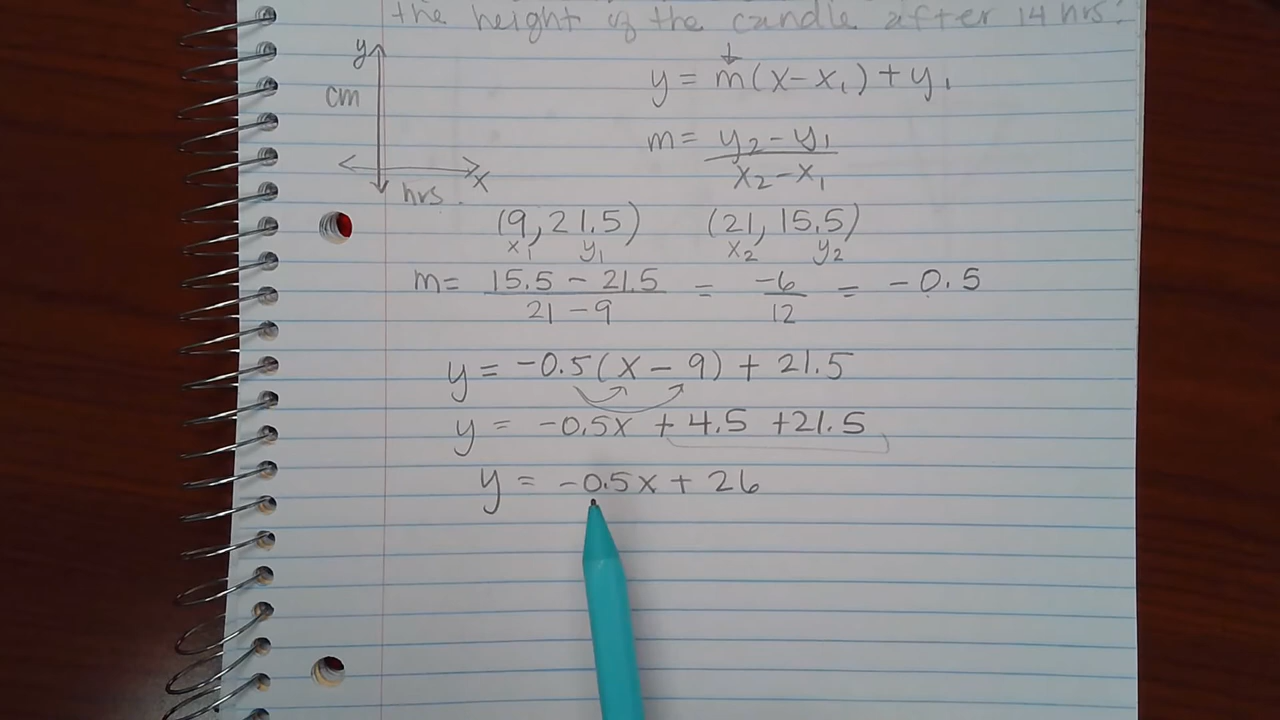 the height of the candle after 14 hrs.
y
cm
x
hrs.
y = m(x-x₁) + y₁
m = y₂ - y₁ / x₂ - x₁
(9, 21.5) (21, 15.5)
x₁ y₁ x₂ y₂
m = 15.5 - 21.5 / 21 - 9 = -6 / 12 = -0.5
y = -0.5(x - 9) + 21.5
y = -0.5x + 4.5 + 21.5
y = -0.5x + 26